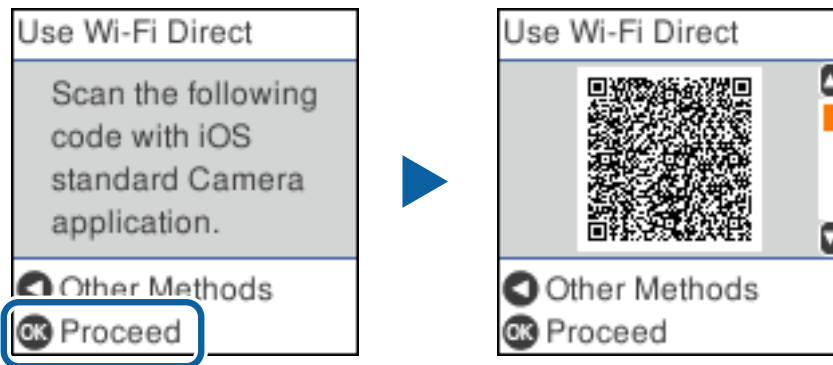 Use Wi-Fi Direct
Scan the following
code with iOS
standard Camera
application.
Other Methods
OK Proceed
Use Wi-Fi Direct
Other Methods
OK Proceed